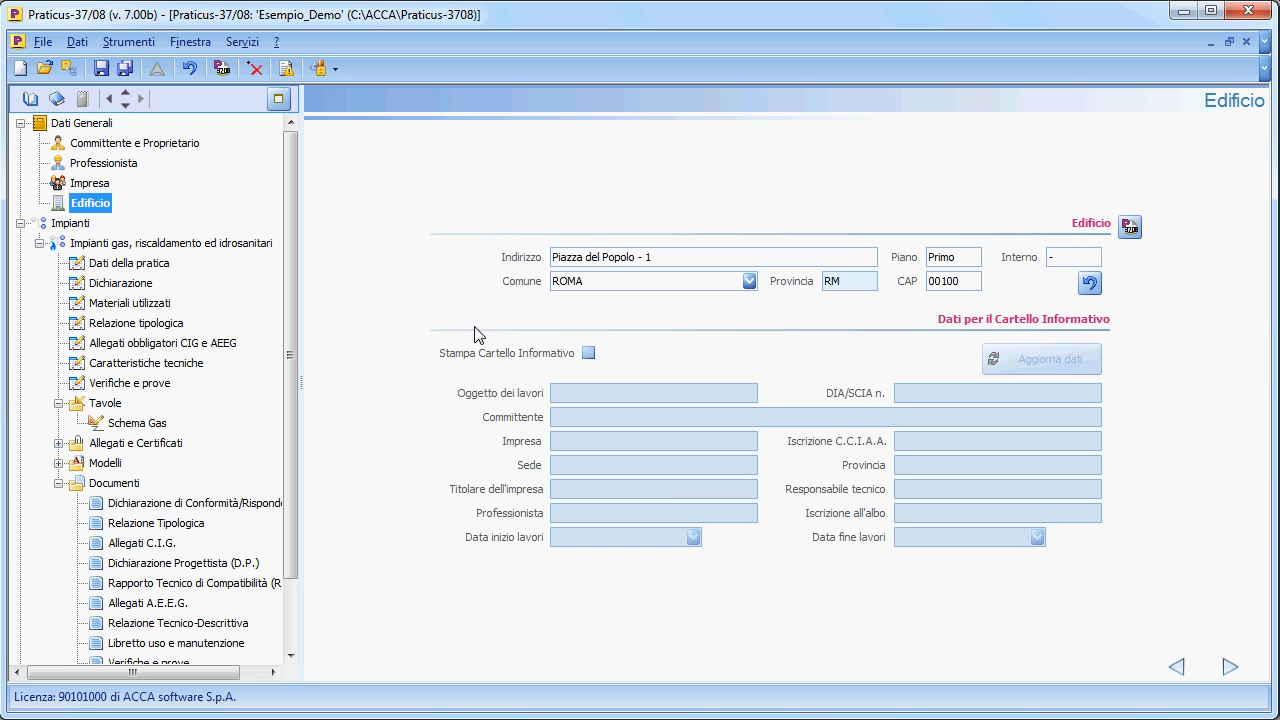 Praticus-37/08 (v. 7.00b) - [Praticus-37/08: 'Esempio_Demo' (C:\ACCA\Praticus-3708)]
File Dati Strumenti Finestra Servizi ?
Edificio
Dati Generali
Committente e Proprietario
Professionista
Impresa
Edificio
Impianti
Impianti gas, riscaldamento ed idrosanitari
Dati della pratica
Dichiarazione
Materiali utilizzati
Relazione tipologica
Allegati obbligatori CIG e AEEG
Caratteristiche tecniche
Verifiche e prove
Tavole
Schema Gas
Allegati e Certificati
Modelli
Documenti
Dichiarazione di Conformità/Risponde
Relazione Tipologica
Allegati C.I.G.
Dichiarazione Progettista (D.P.)
Rapporto Tecnico di Compatibilità (R
Allegati A.E.E.G.
Relazione Tecnico-Descrittiva
Libretto uso e manutenzione
Verifiche e prove
Edificio
Indirizzo Piazza del Popolo - 1 Piano Primo Interno -
Comune ROMA Provincia RM CAP 00100
Dati per il Cartello Informativo
Stampa Cartello Informativo Aggiorna dati
Oggetto dei lavori DIA/SCIA n.
Committente
Impresa Iscrizione C.C.I.A.A.
Sede Provincia
Titolare dell'impresa Responsabile tecnico
Professionista Iscrizione all'albo
Data inizio lavori Data fine lavori
Licenza: 90101000 di ACCA software S.p.A.